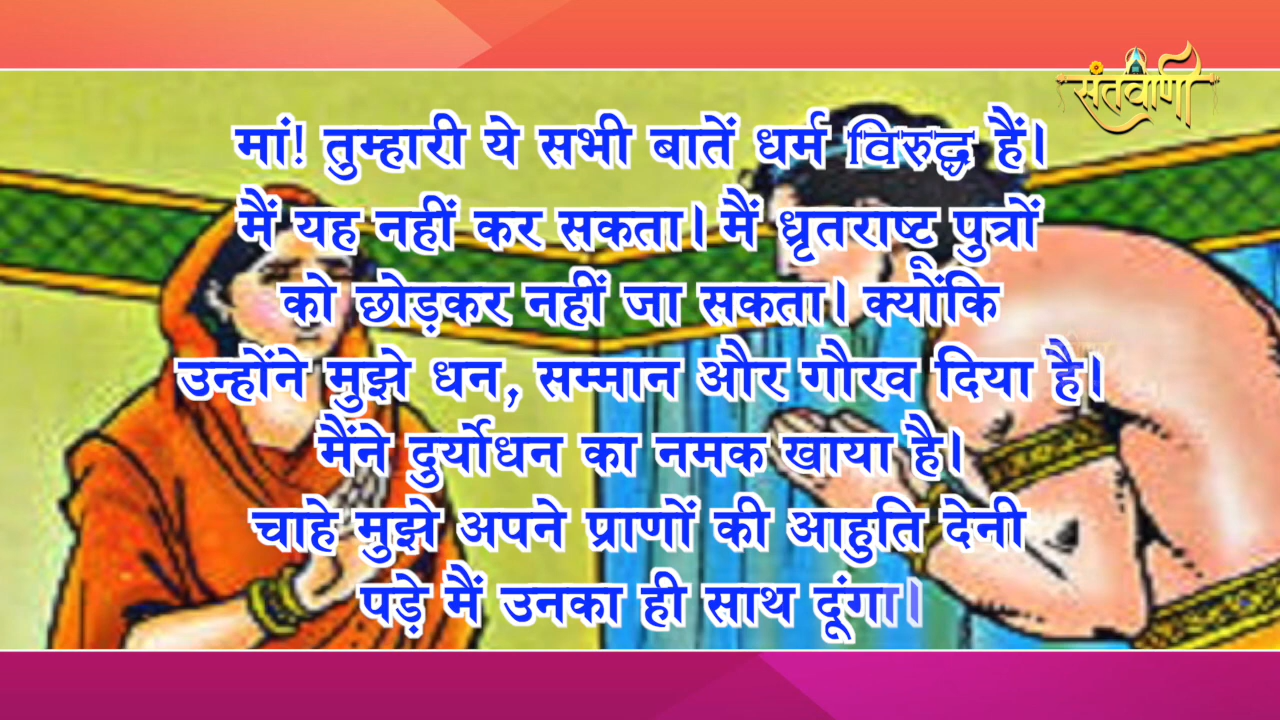 संतवाणी
मां! तुम्हारी ये सभी बातें धर्म विरुद्ध हैं।
मैं यह नहीं कर सकता। मैं धृतराष्ट्र पुत्रों
को छोड़कर नहीं जा सकता। क्योंकि
उन्होंने मुझे धन, सम्मान और गौरव दिया है।
मैंने दुर्योधन का नमक खाया है।
चाहे मुझे अपने प्राणों की आहुति देनी
पड़े मैं उनका ही साथ दूंगा।